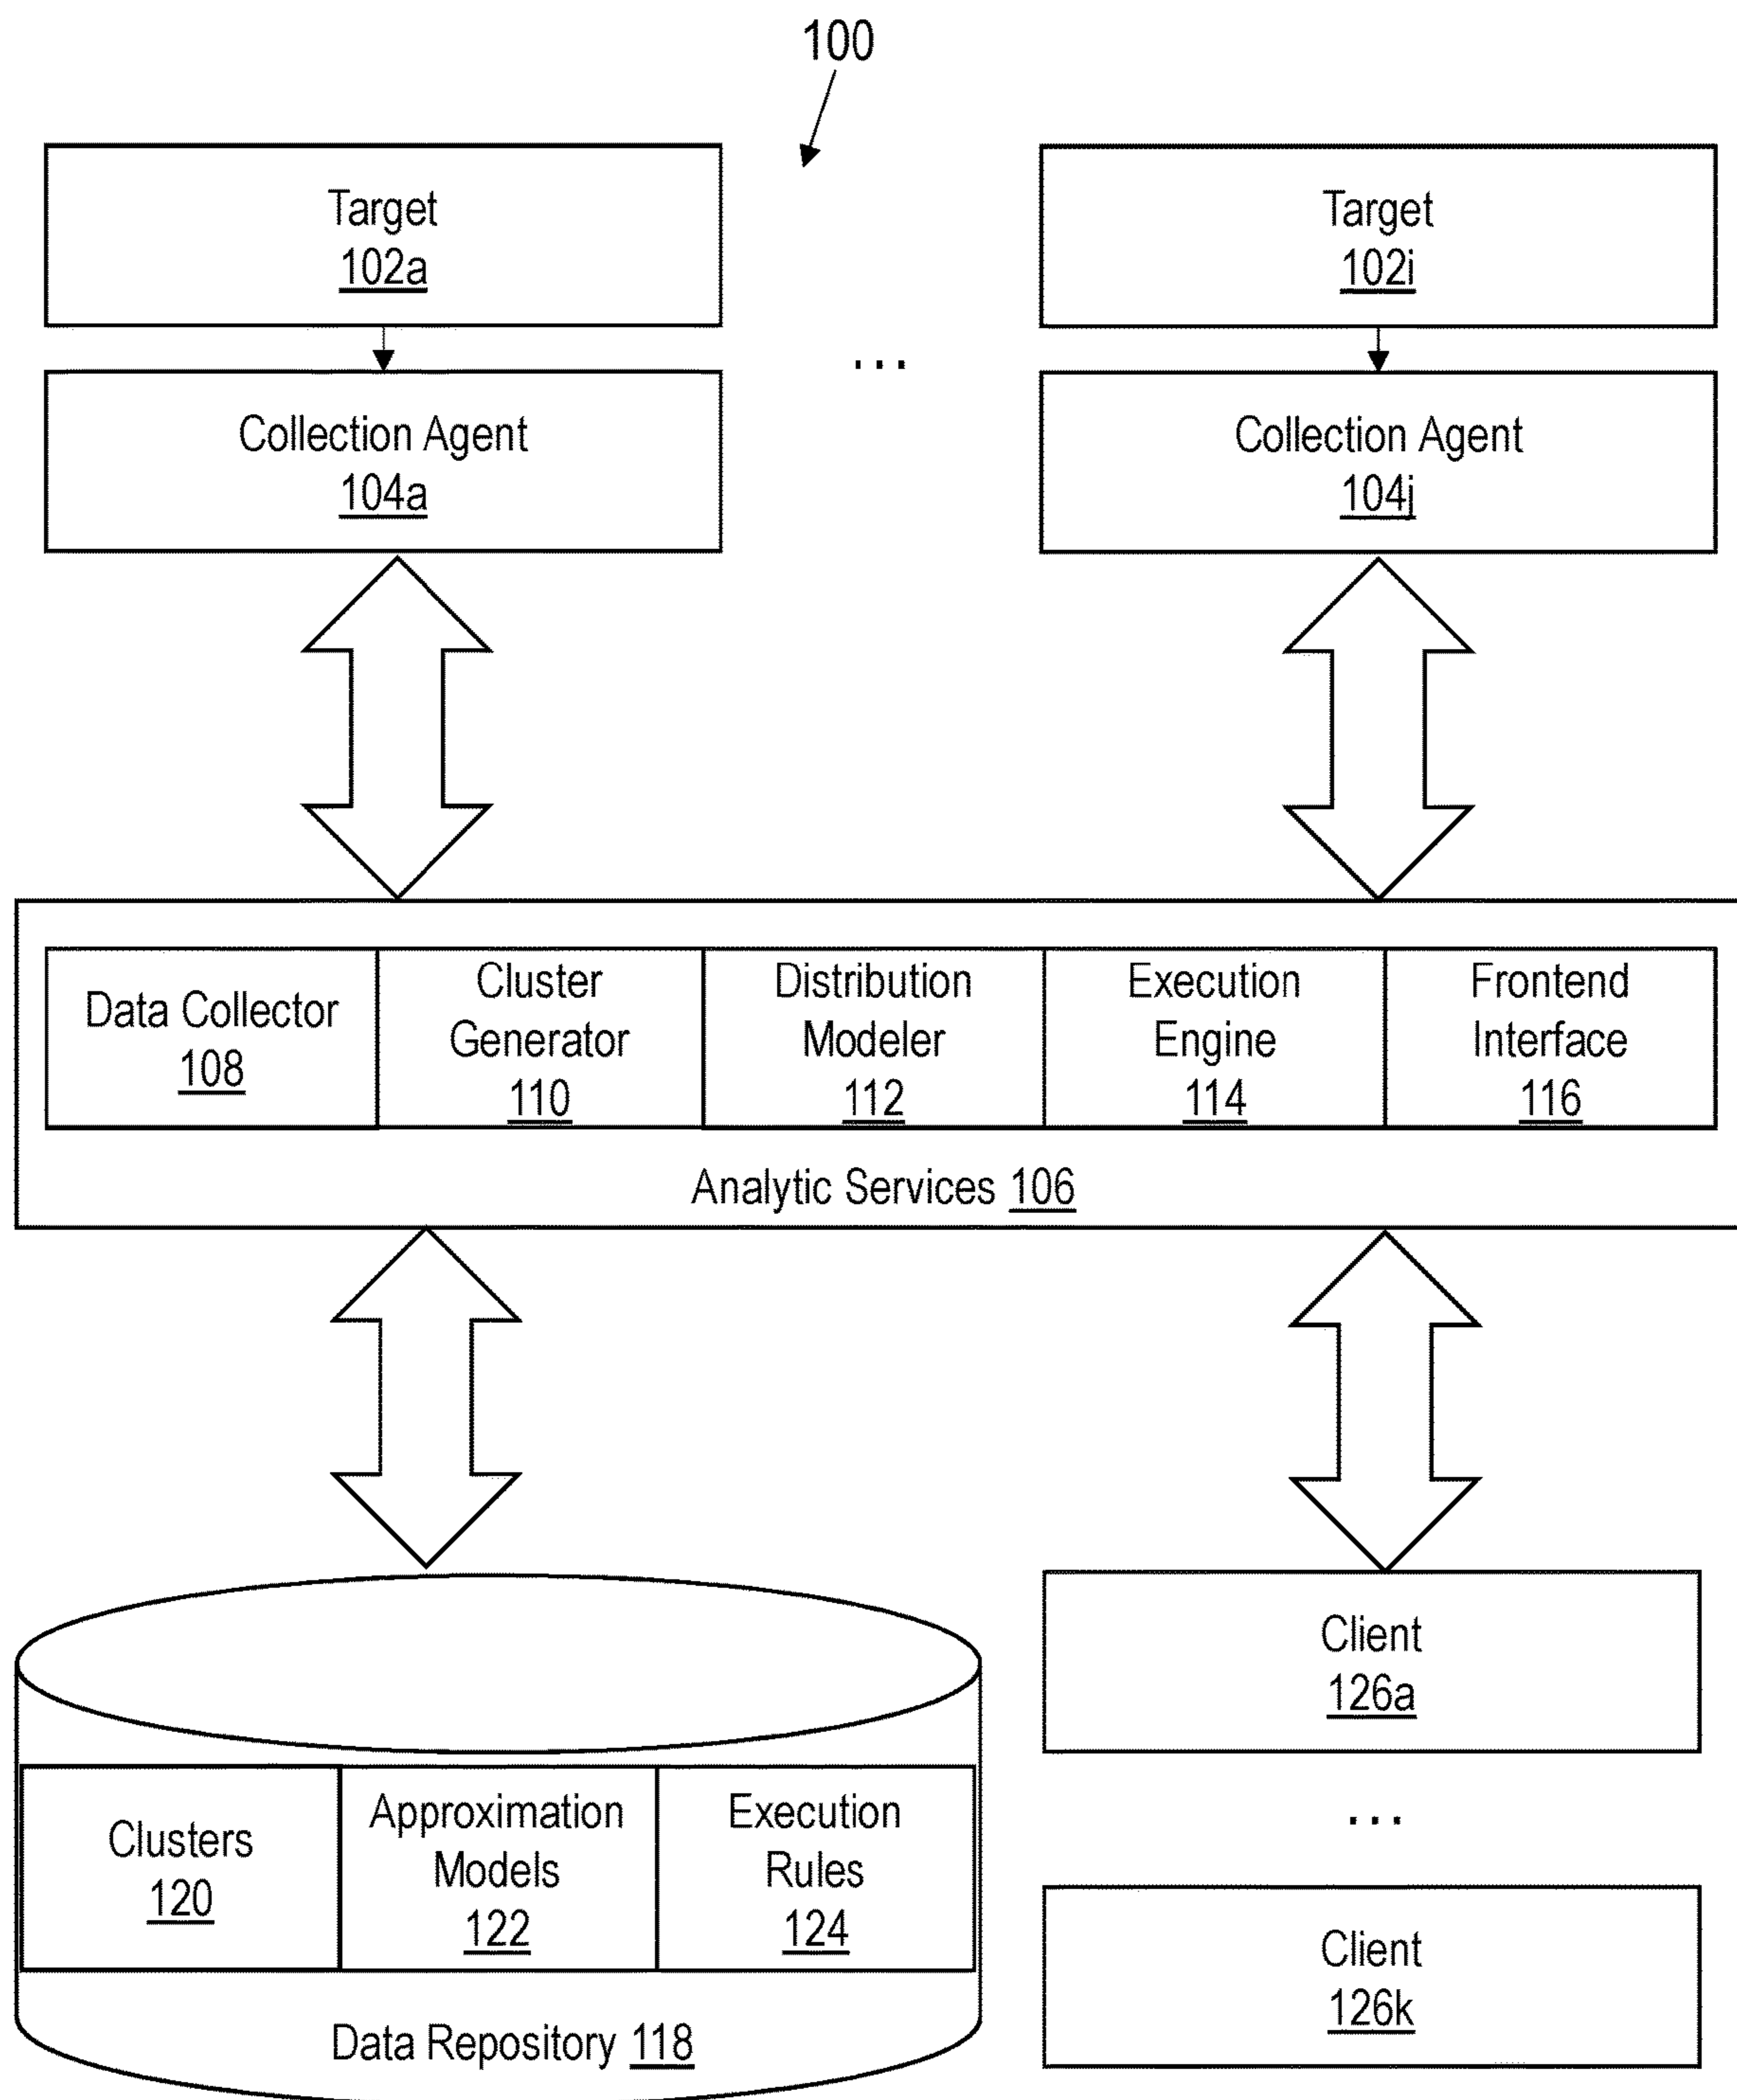 100
Target
102a
Target
102i
...
Collection Agent
104a
Collection Agent
104j
Data Collector
108
Cluster
Generator
110
Distribution
Modeler
112
Execution
Engine
114
Frontend
Interface
116
Analytic Services 106
Clusters
120
Approximation
Models
122
Execution
Rules
124
Data Repository 118
Client
126a
...
Client
126k